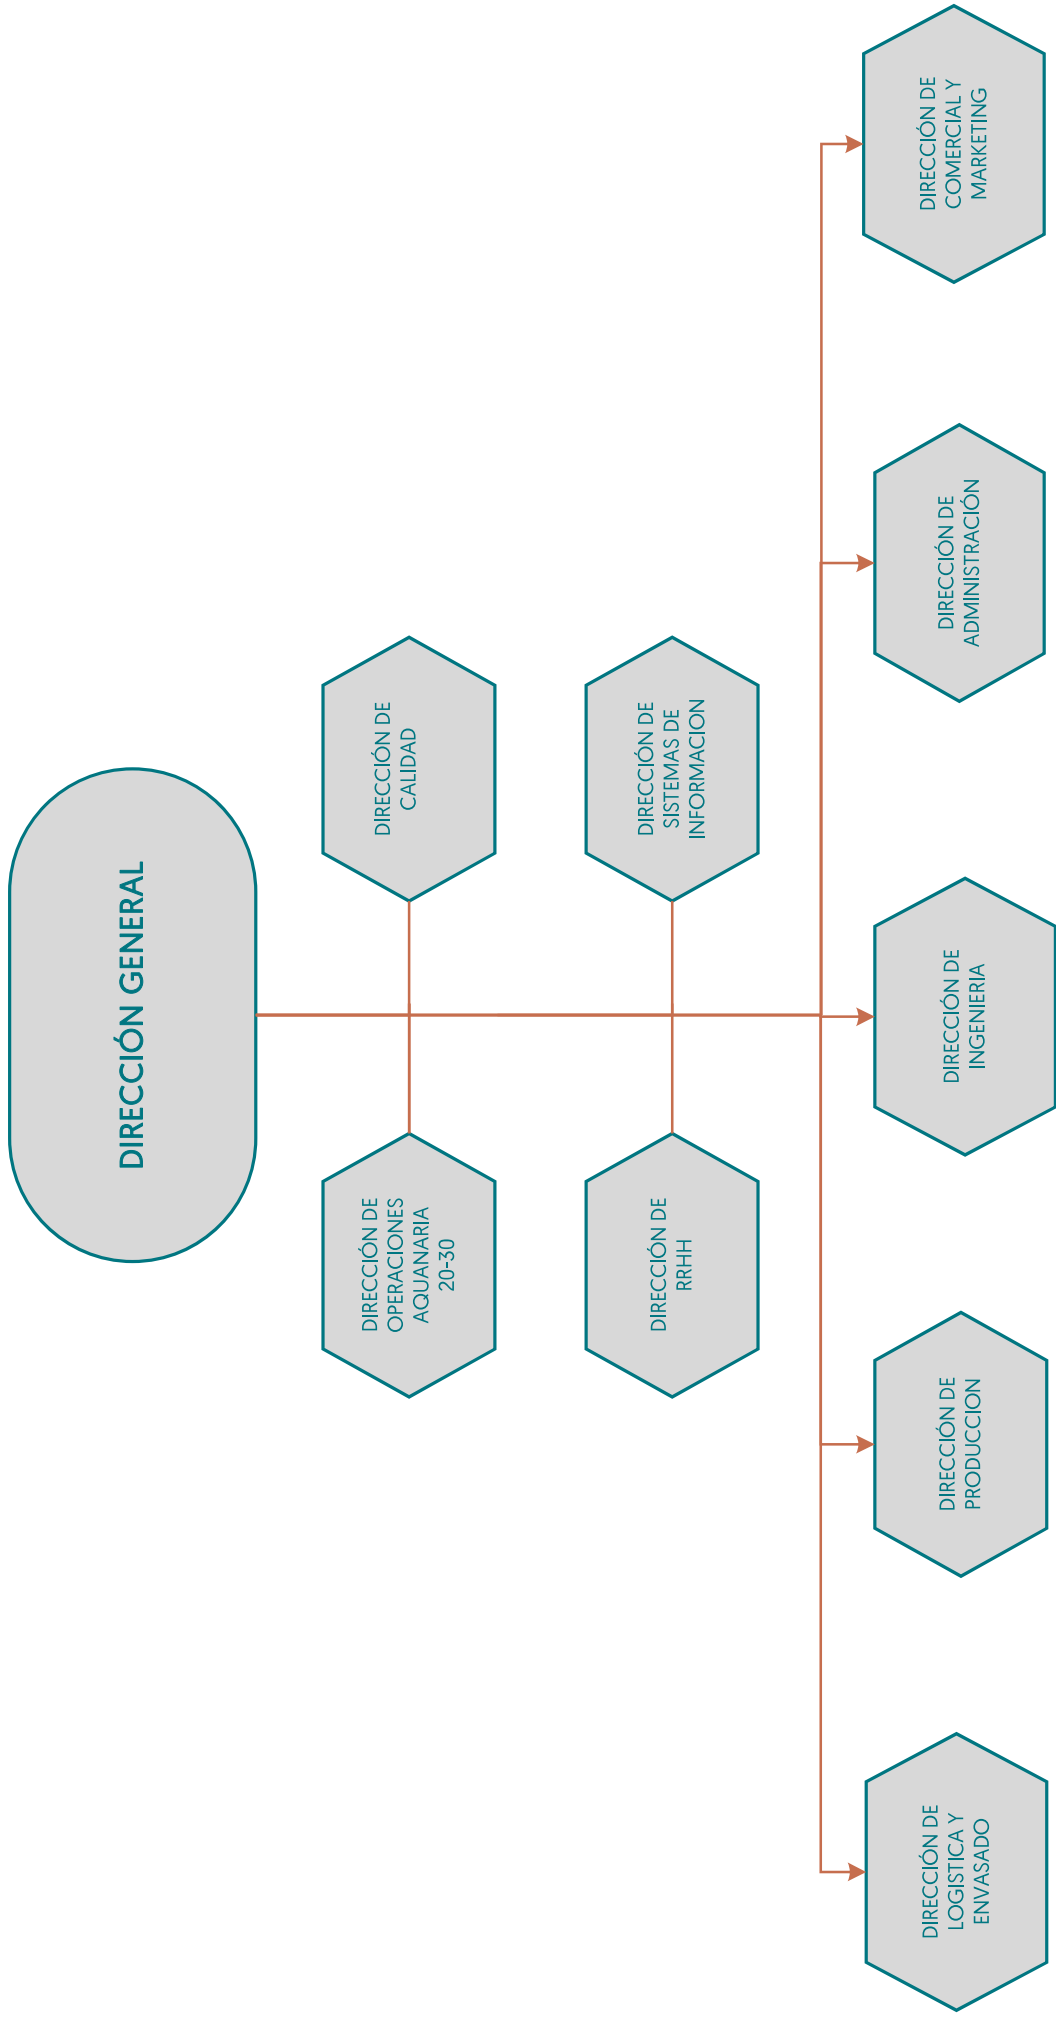 DIRECCIÓN GENERAL
DIRECCIÓN DE
OPERACIONES
AQUANARIA
20-30
DIRECCIÓN DE
CALIDAD
DIRECCIÓN DE
RRHH
DIRECCIÓN DE
SISTEMAS DE
INFORMACION
DIRECCIÓN DE
LOGISTICA Y
ENVASADO
DIRECCIÓN DE
PRODUCCION
DIRECCIÓN DE
INGENIERIA
DIRECCIÓN DE
ADMINISTRACIÓN
DIRECCIÓN DE
COMERCIAL Y
MARKETING